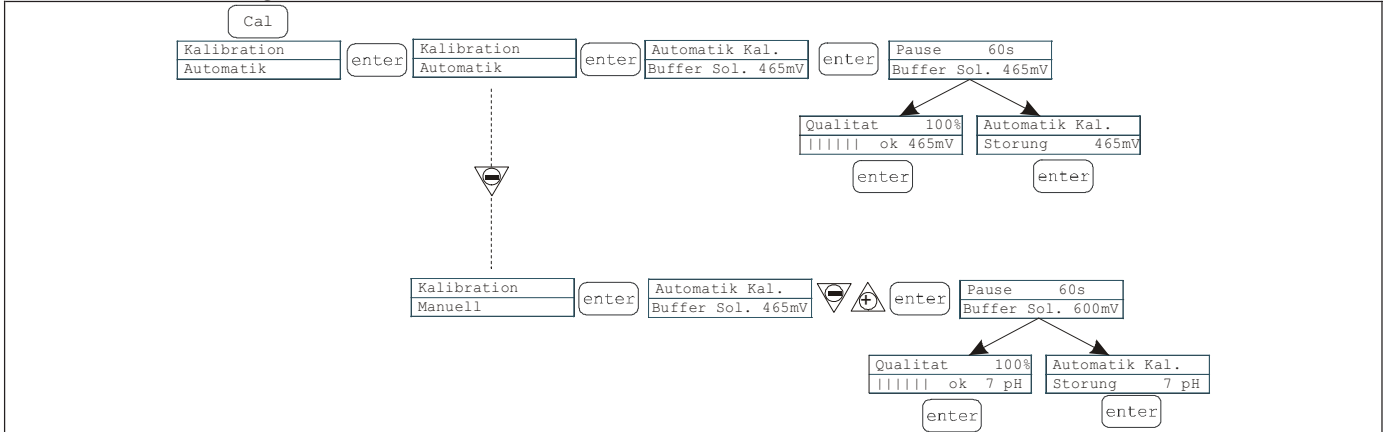 Cal
Kalibration
Automatik
enter
Kalibration
Automatik
enter
Automatik Kal.
Buffer Sol. 465mV
enter
Pause 60s
Buffer Sol. 465mV
Qualitat 100%
|||||| ok 465mV
enter
Automatik Kal.
Storung 465mV
enter
Kalibration
Manuell
enter
Automatik Kal.
Buffer Sol. 465mV
enter
Pause 60s
Buffer Sol. 600mV
Qualitat 100%
|||||| ok 7 pH
enter
Automatik Kal.
Storung 7 pH
enter